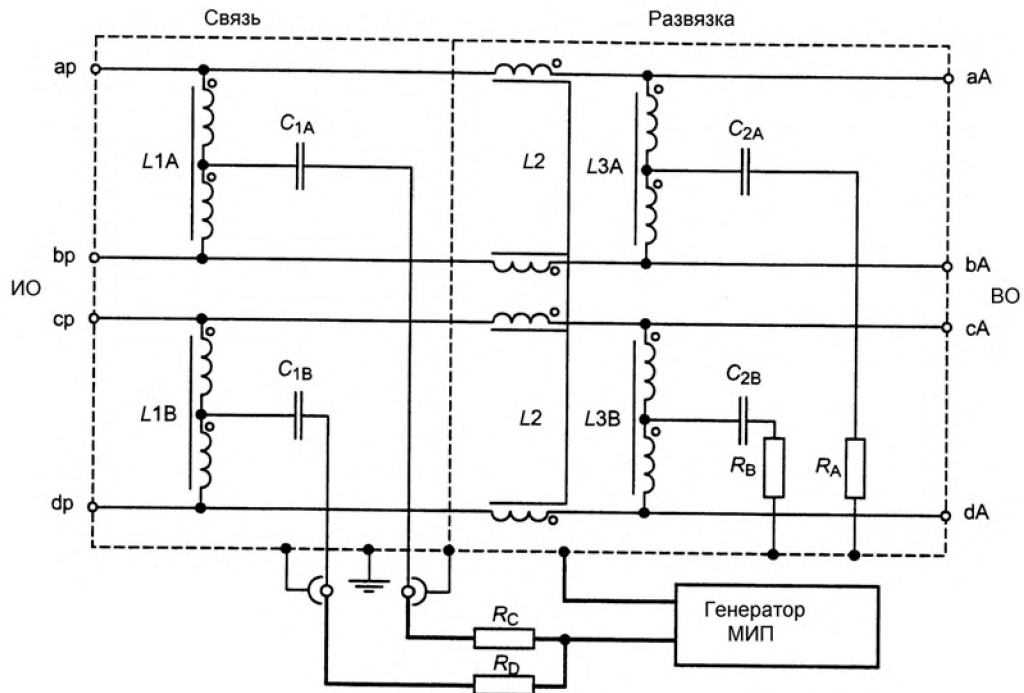 Связь
Развязка
ap
aA
C1A
C2A
L1A
L2
L3A
bp
bA
ИО
ВО
cp
cA
C1B
C2B
L1B
L2
L3B
RB
RA
dp
dA
RC
RD
Генератор
МИП